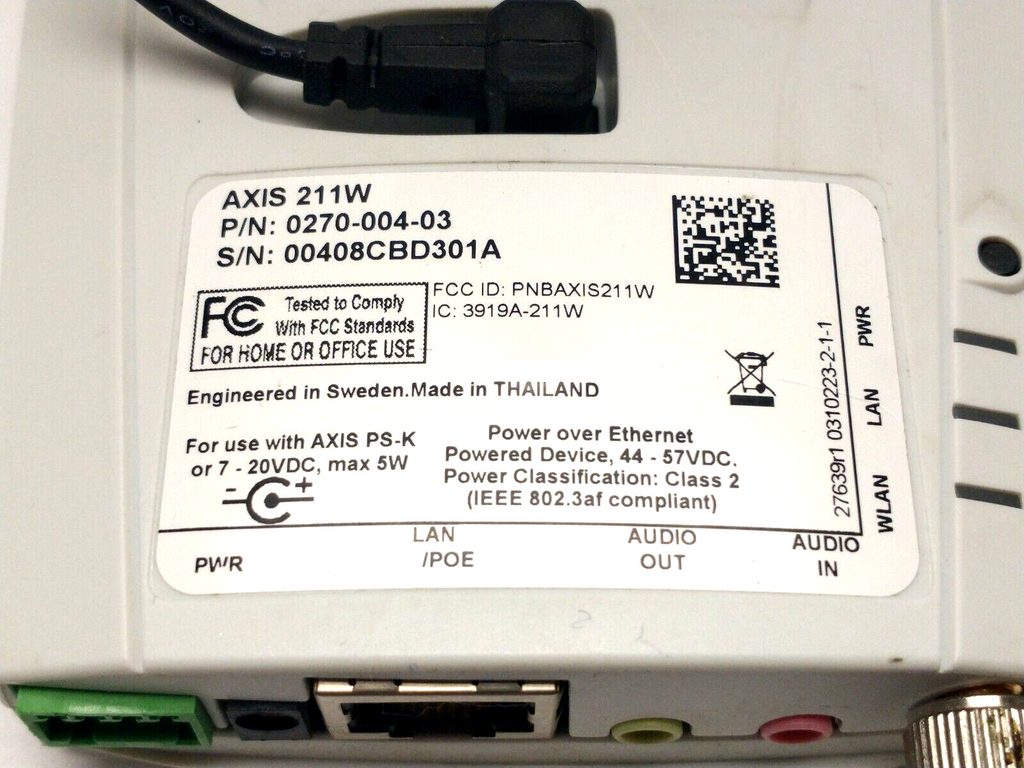 AXIS 211W
P/N: 0270-004-03
S/N: 00408CBD301A
FCC ID: PNBAXIS211W
IC: 3919A-211W
FC Tested to Comply
With FCC Standards
FOR HOME OR OFFICE USE
Engineered in Sweden.Made in THAILAND
For use with AXIS PS-K
or 7 - 20VDC, max 5W
- +
Power over Ethernet
Powered Device, 44 - 57VDC.
Power Classification: Class 2
(IEEE 802.3af compliant)
27639r1 0310223-2-1-1
PWR
LAN
WLAN
PWR
LAN
/POE
AUDIO
OUT
AUDIO
IN